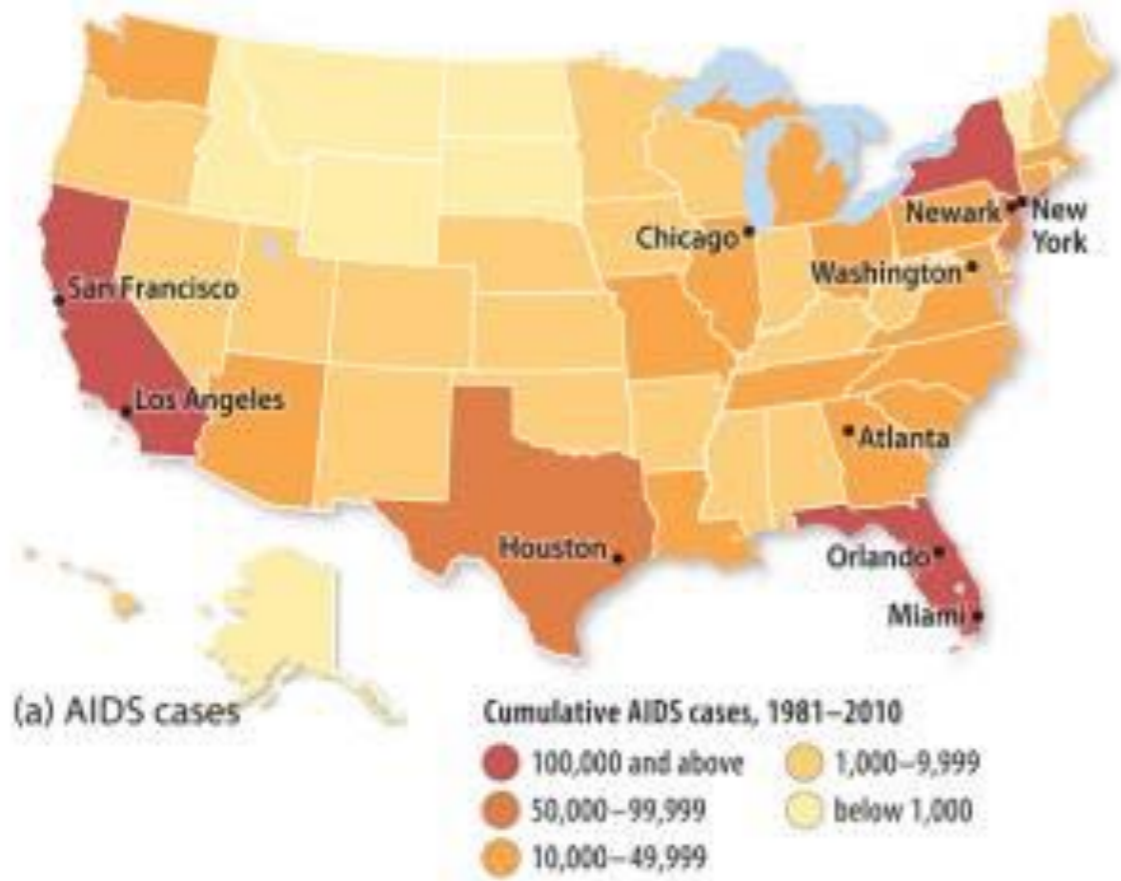 Newark
New
York
Chicago
Washington
San Francisco
Los Angeles
Atlanta
Houston
Orlando
Miami
(a) AIDS cases
Cumulative AIDS cases, 1981–2010
100,000 and above
1,000–9,999
50,000–99,999
below 1,000
10,000–49,999